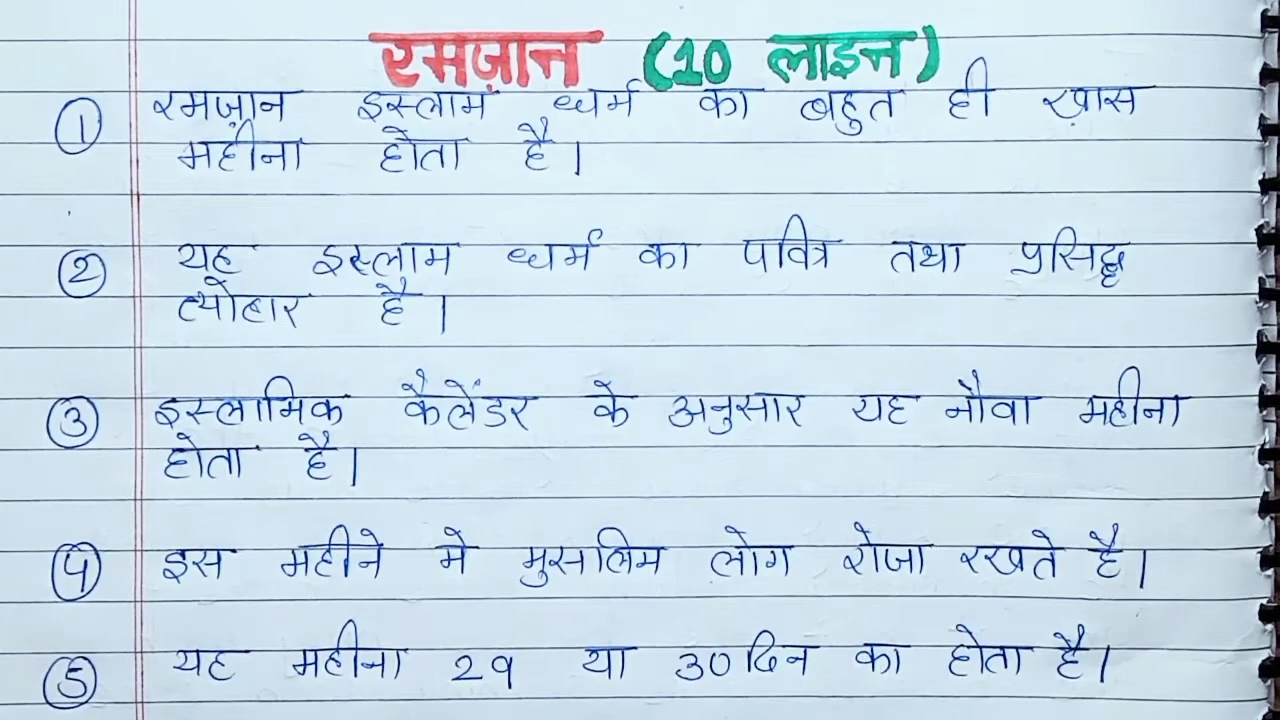 रमज़ान (10 लाइन)
① रमज़ान इस्लाम धर्म का बहुत ही ख़ास
महीना होता है।
② यह इस्लाम धर्म का पवित्र तथा प्रसिद्ध
त्योहार है।
③ इस्लामिक कैलेंडर के अनुसार यह नौवा महीना
होता है।
④ इस महीने मे मुसलिम लोग रोजा रखते है।
⑤ यह महीना 29 या 30 दिन का होता है।